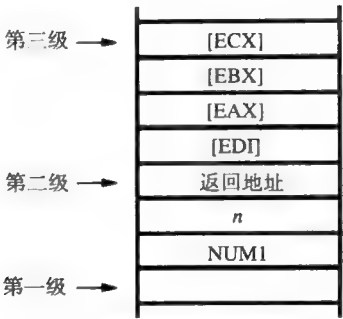 第三级
[ECX]
[EBX]
[EAX]
[EDI]
第二级
返回地址
n
NUM1
第一级